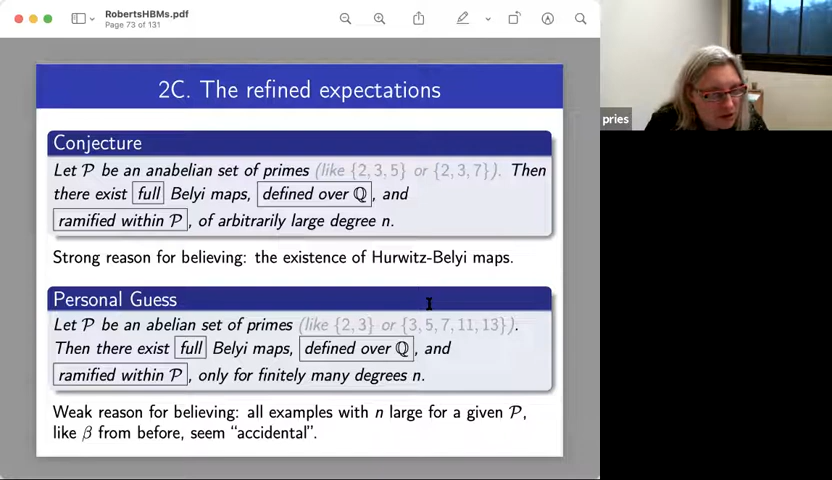 RobertsHBMs.pdf
Page 73 of 131
pries
2C. The refined expectations
Conjecture
Let P be an anabelian set of primes (like {2, 3, 5} or {2, 3, 7}). Then
there exist full Belyi maps, defined over ℚ, and
ramified within P, of arbitrarily large degree n.
Strong reason for believing: the existence of Hurwitz-Belyi maps.
Personal Guess
Let P be an abelian set of primes (like {2, 3} or {3, 5, 7, 11, 13}).
Then there exist full Belyi maps, defined over ℚ, and
ramified within P, only for finitely many degrees n.
Weak reason for believing: all examples with n large for a given P,
like β from before, seem “accidental”.